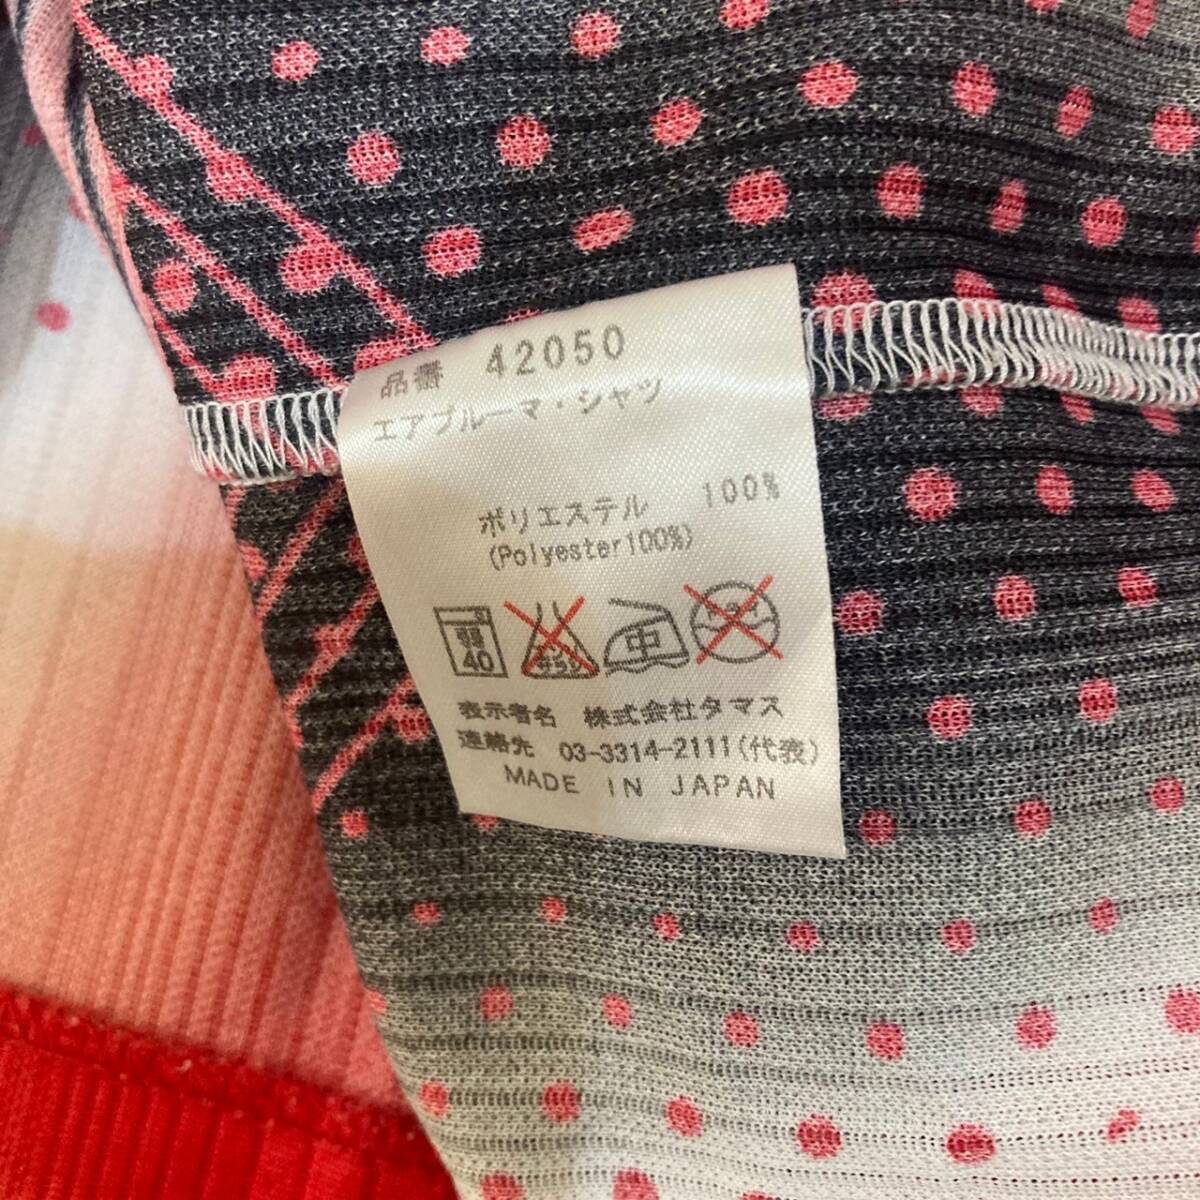 品番 42050
エアブルーマ・シャツ
ポリエステル 100%
(Polyester100%)
弱 40 中
表示者名 株式会社タマス
連絡先 03-3314-2111(代表)
MADE IN JAPAN